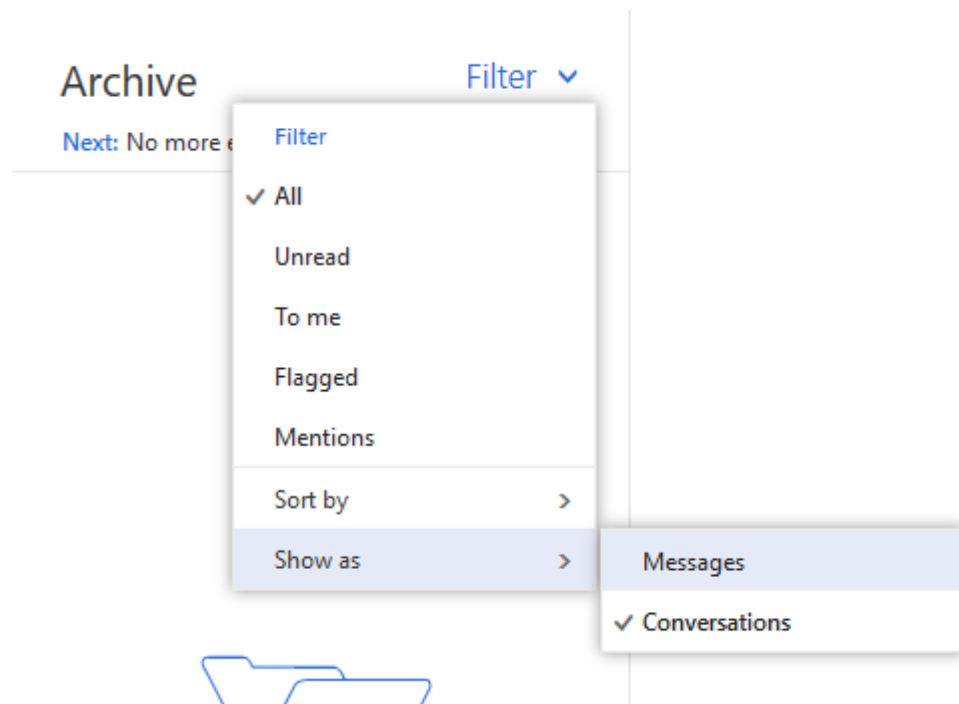 Archive
Filter
Next: No more
Filter
All
Unread
To me
Flagged
Mentions
Sort by
Show as
Messages
Conversations